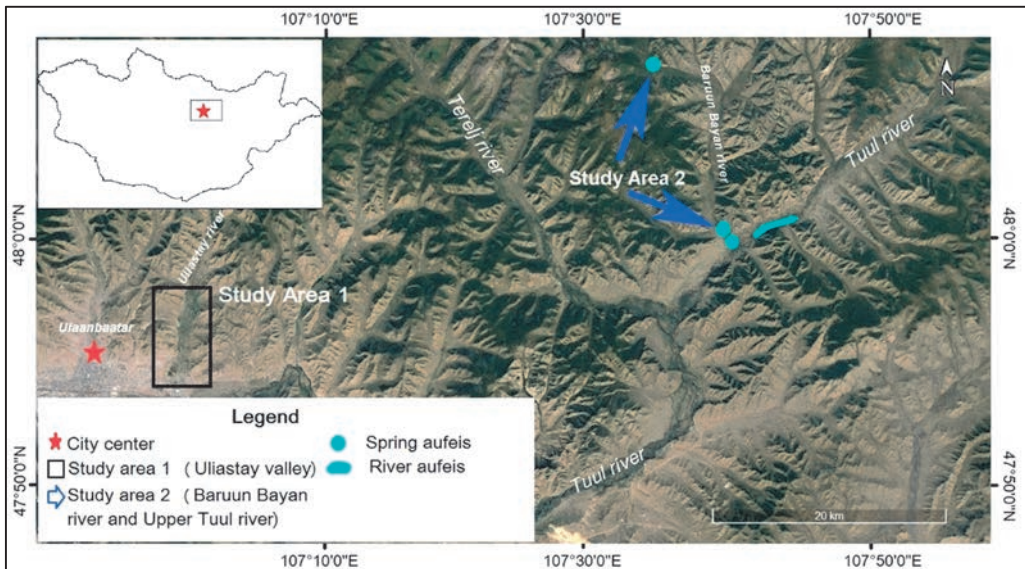 107°10'0"E
107°30'0"E
107°50'0"E
N
Terelj river
Baruun Bayan river
Tuul river
Study Area 2
48°0'0"N
48°0'0"N
Uliastay river
Study Area 1
Ulaanbaatar
Legend
City center
Study area 1 ( Uliastay valley)
Study area 2 ( Baruun Bayan
river and Upper Tuul river)
Spring aufeis
River aufeis
Tuul river
47°50'0"N
47°50'0"N
20 km
107°10'0"E
107°30'0"E
107°50'0"E